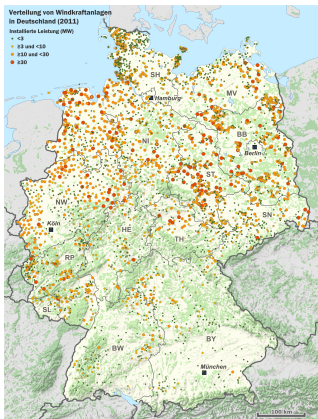 Verteilung von Windkraftanlagen
in Deutschland (2011)
Installierte Leistung (MW)
<3
≥3 und <10
≥10 und <30
≥30
SH
Hamburg
MV
NI
BB
Berlin
ST
NW
Köln
SN
HE
TH
RP
SL
BY
BW
München
100 km